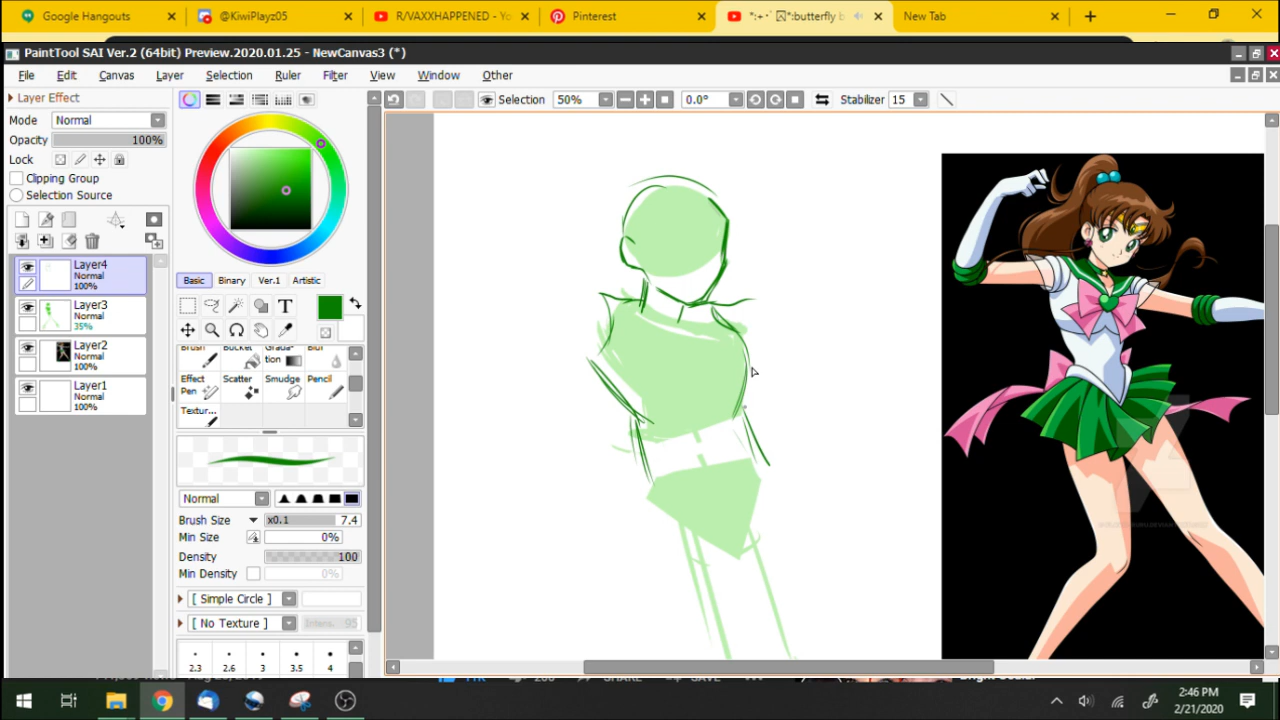 Google Hangouts
@KiwiPlayz05
R/VAXXHAPPENED - Yo
Pinterest
butterfly b
New Tab
PaintTool SAI Ver.2 (64bit) Preview.2020.01.25 - NewCanvas3 (*)
File Edit Canvas Layer Selection Ruler Filter View Window Other
Layer Effect
Selection 50% 0.0° Stabilizer 15
Mode Normal
Opacity 100%
Lock
Clipping Group
Selection Source
Layer4
Normal
100%
Layer3
Normal
35%
Layer2
Normal
100%
Layer1
Normal
100%
Basic Binary Ver.1 Artistic
T
Brush Bucket Grada-tion Blur
Effect Pen Scatter Smudge Pencil
Textur...
Normal
Brush Size x0.1 7.4
Min Size 0%
Density 100
Min Density 0%
[ Simple Circle ]
[ No Texture ] Intens. 95
2.3 2.6 3 3.5 4
SHARE SAVE
2:46 PM
2/21/2020